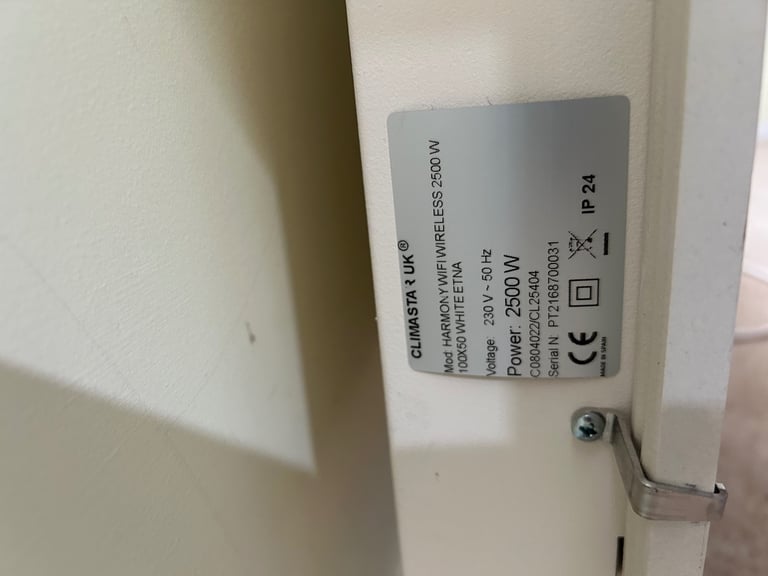 CLIMASTAR UK®
Mod: HARMONY WIFI WIRELESS 2500 W
100X50 WHITE ETNA
Voltage: 230 V ~ 50 Hz
Power: 2500 W
C0804022/CL25404
Serial N: PT2168700031
CE IP 24
MADE IN SPAIN